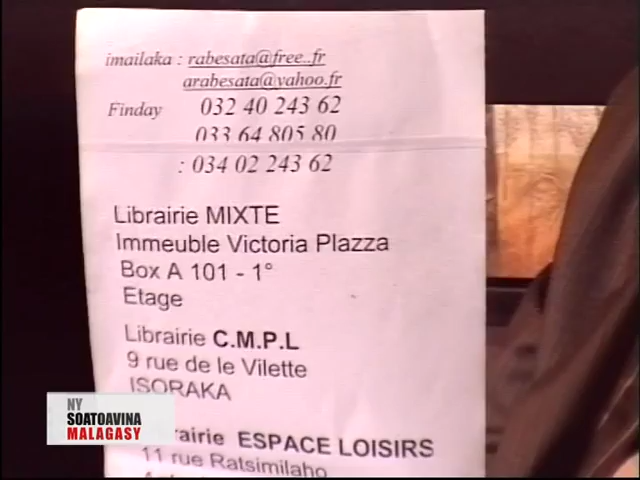 imailaka : rabesata@free..fr
arabesata@yahoo.fr
Finday 032 40 243 62
033 64 805 80
: 034 02 243 62
Librairie MIXTE
Immeuble Victoria Plazza
Box A 101 - 1°
Etage
Librairie C.M.P.L
9 rue de le Vilette
ISORAKA
ESPACE LOISIRS
11 rue Ratsimilaho
NY
SOATOAVINA
MALAGASY